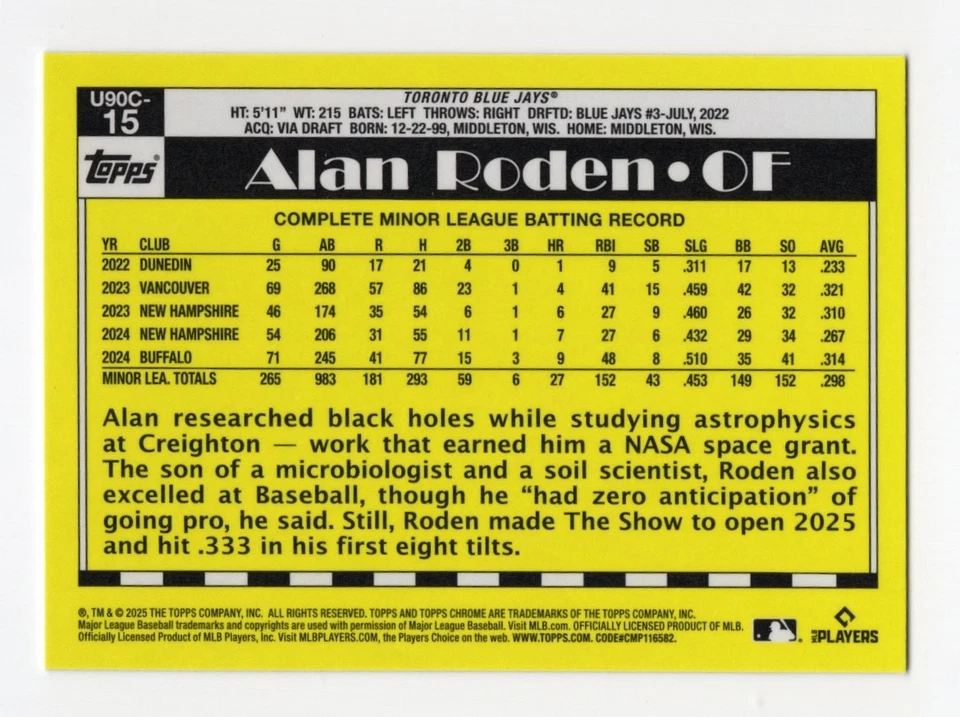 U90C-
15
TORONTO BLUE JAYS®
HT: 5'11" WT: 215 BATS: LEFT THROWS: RIGHT DRFTD: BLUE JAYS #3-JULY, 2022
ACQ: VIA DRAFT BORN: 12-22-99, MIDDLETON, WIS. HOME: MIDDLETON, WIS.
topps®
Alan Roden • OF
COMPLETE MINOR LEAGUE BATTING RECORD
YR CLUB G AB R H 2B 3B HR RBI SB SLG BB SO AVG
2022 DUNEDIN 25 90 17 21 4 0 1 9 5 .311 17 13 .233
2023 VANCOUVER 69 268 57 86 23 1 4 41 15 .459 42 32 .321
2023 NEW HAMPSHIRE 46 174 35 54 6 1 6 27 9 .460 26 32 .310
2024 NEW HAMPSHIRE 54 206 31 55 11 1 7 27 6 .432 29 34 .267
2024 BUFFALO 71 245 41 77 15 3 9 48 8 .510 35 41 .314
MINOR LEA. TOTALS 265 983 181 293 59 6 27 152 43 .453 149 152 .298
Alan researched black holes while studying astrophysics
at Creighton — work that earned him a NASA space grant.
The son of a microbiologist and a soil scientist, Roden also
excelled at Baseball, though he “had zero anticipation” of
going pro, he said. Still, Roden made The Show to open 2025
and hit .333 in his first eight tilts.
®, TM & © 2025 THE TOPPS COMPANY, INC. ALL RIGHTS RESERVED. TOPPS AND TOPPS CHROME ARE TRADEMARKS OF THE TOPPS COMPANY, INC.
Major League Baseball trademarks and copyrights are used with permission of Major League Baseball. Visit MLB.com. OFFICIALLY LICENSED PRODUCT OF MLB.
Officially Licensed Product of MLB Players, Inc. Visit MLBPLAYERS.COM, the Players Choice on the web. WWW.TOPPS.COM. CODE#CMP116582.
MLB PLAYERS